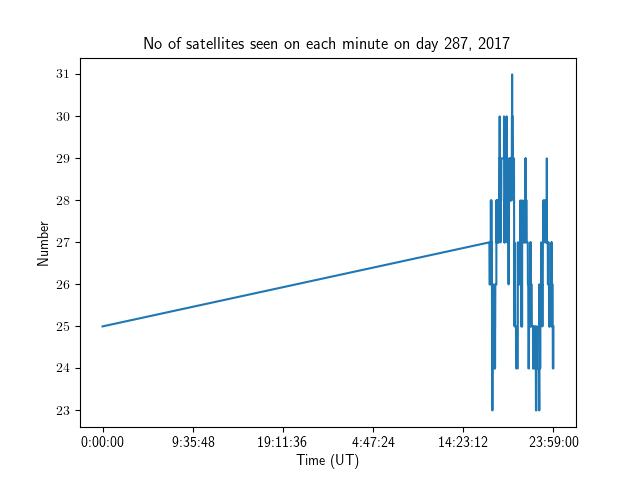 No of satellites seen on each minute on day 287, 2017
31
30
29
28
27
26
25
24
23
Number
0:00:00 9:35:48 19:11:36 4:47:24 14:23:12 23:59:00
Time (UT)